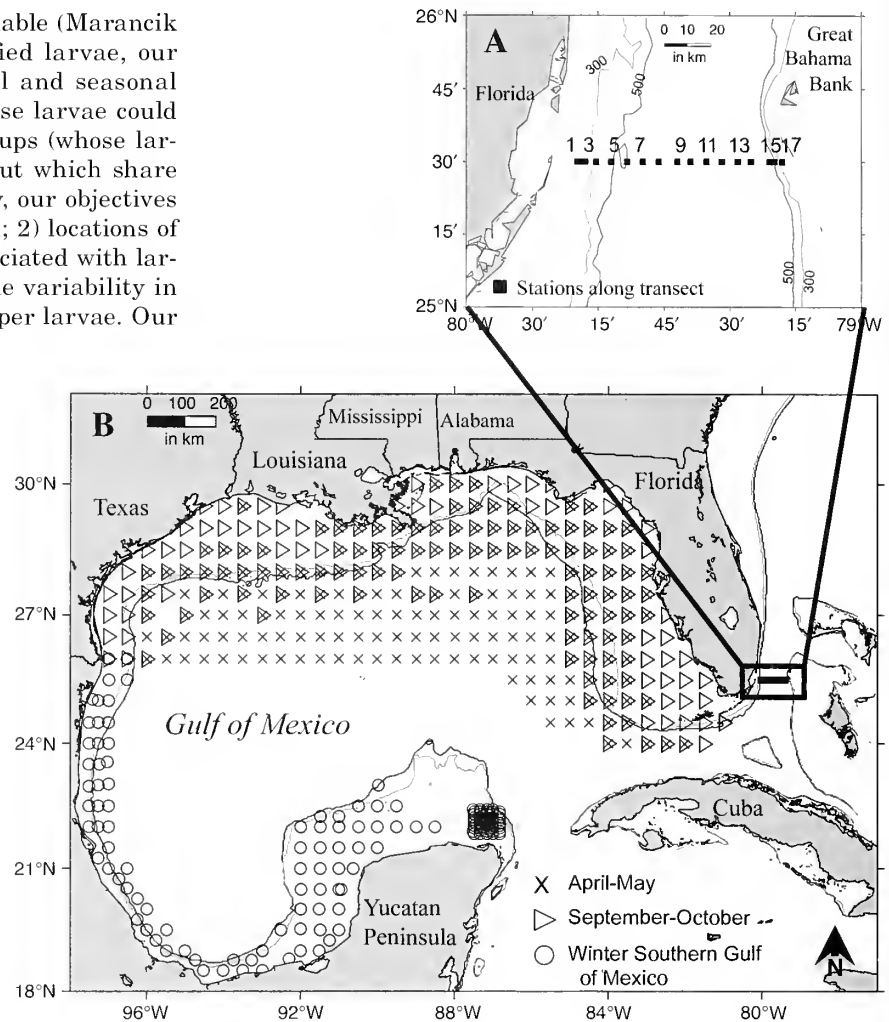 able (Marancik
ied larvae, our
l and seasonal
se larvae could
ups (whose lar-
ut which share
y, our objectives
; 2) locations of
ciated with lar-
e variability in
per larvae. Our
26°N
A
0 10 20
in km
Great
Bahama
Bank
300
500
45′
Florida
1 3 5 7 9 11 13 15 17
30′
15′
500
300
Stations along transect
25°N
80°W 30′ 15′ 45′ 30′ 15′ 79°W
B
0 100 200
in km
Mississippi
Alabama
Louisiana
30°N
Florida
Texas
27°N
Gulf of Mexico
24°N
Cuba
April-May
21°N
September-October
Yucatan
Peninsula
Winter Southern Gulf
of Mexico
N
18°N
96°W 92°W 88°W 84°W 80°W